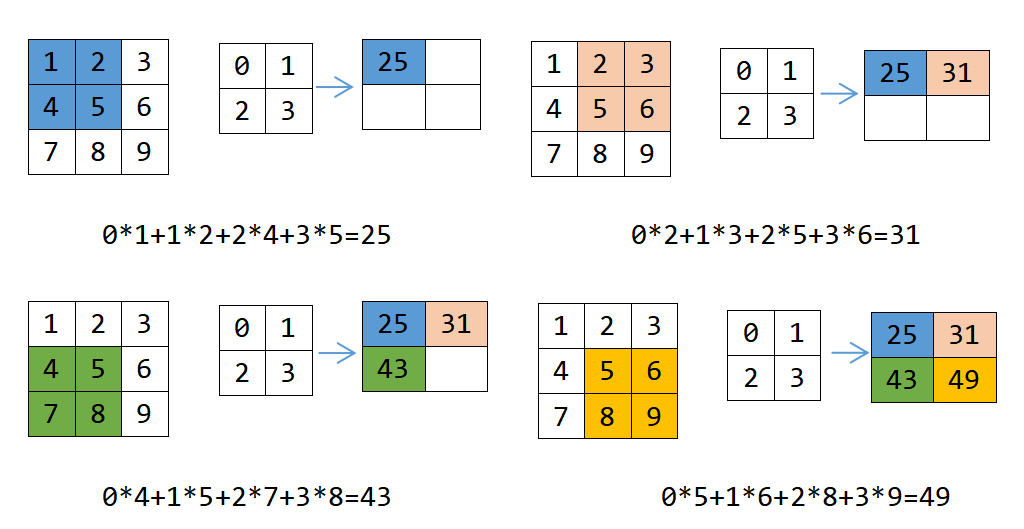 1 2 3 0 1 25
4 5 6 2 3
7 8 9
0*1+1*2+2*4+3*5=25
1 2 3 0 1 25 31
4 5 6 2 3
7 8 9
0*2+1*3+2*5+3*6=31
1 2 3 0 1 25 31
4 5 6 2 3 43
7 8 9
0*4+1*5+2*7+3*8=43
1 2 3 0 1 25 31
4 5 6 2 3 43 49
7 8 9
0*5+1*6+2*8+3*9=49